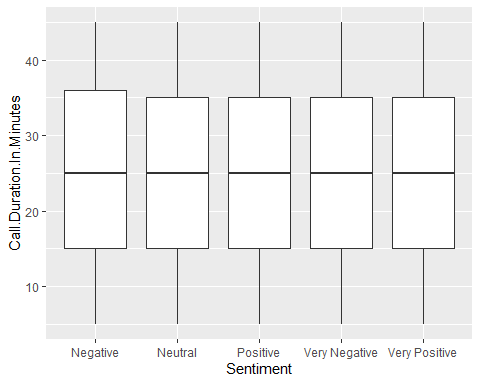 Call.Duration.In.Minutes
40
30
20
10
Negative Neutral Positive Very Negative Very Positive
Sentiment